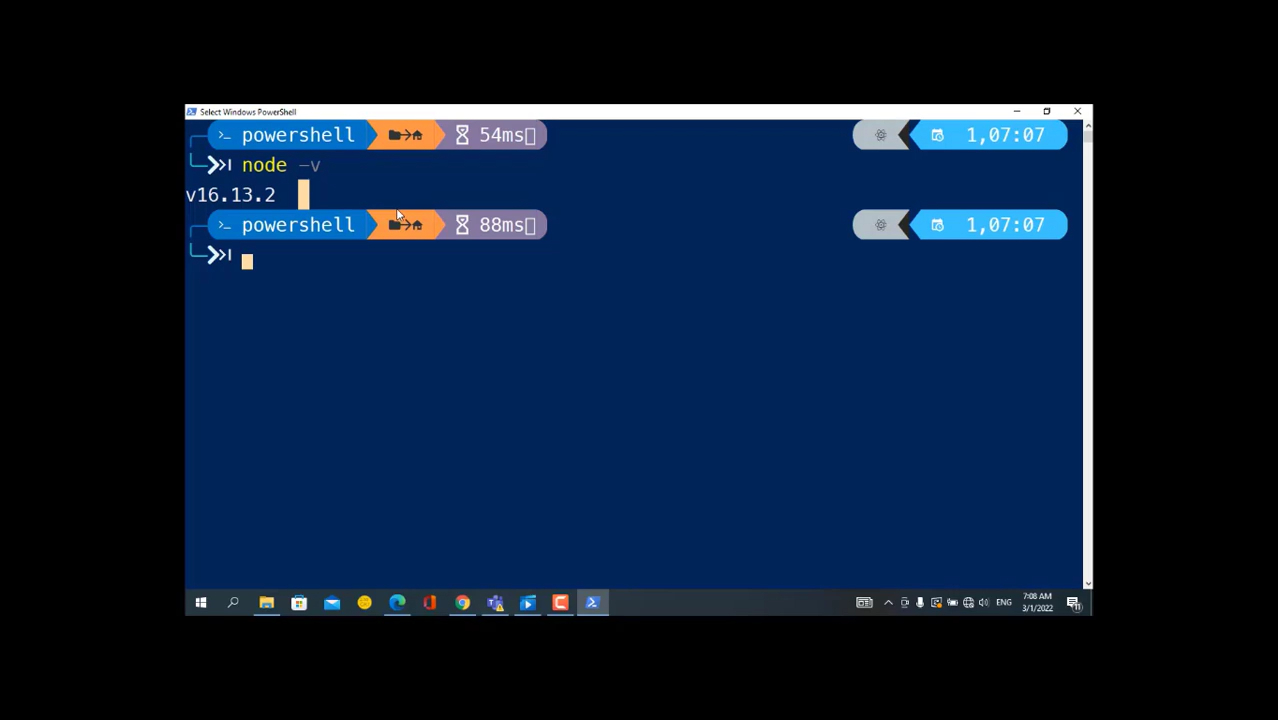 Select Windows PowerShell
powershell 54ms 1,07:07
node -v
v16.13.2
powershell 88ms 1,07:07
ENG
7:08 AM
3/1/2022